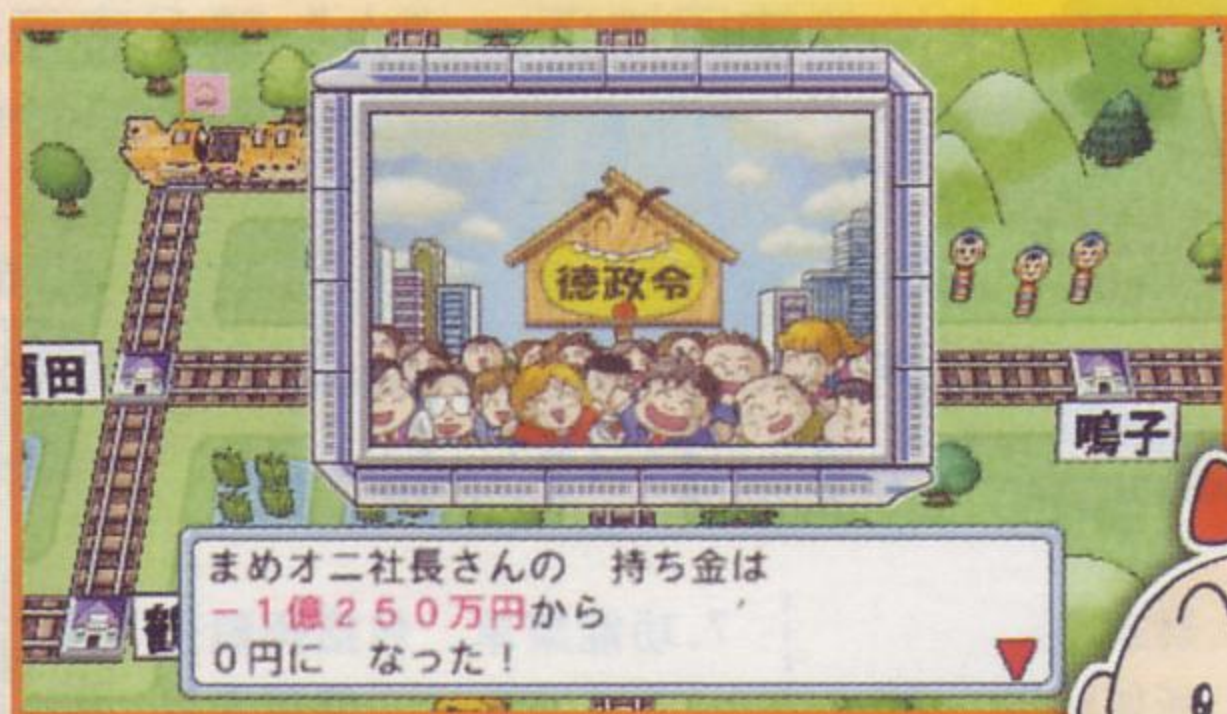 徳政令
田
鳴子
まめオニ社長さんの　持ち金は
－1億250万円から
0円に　なった！